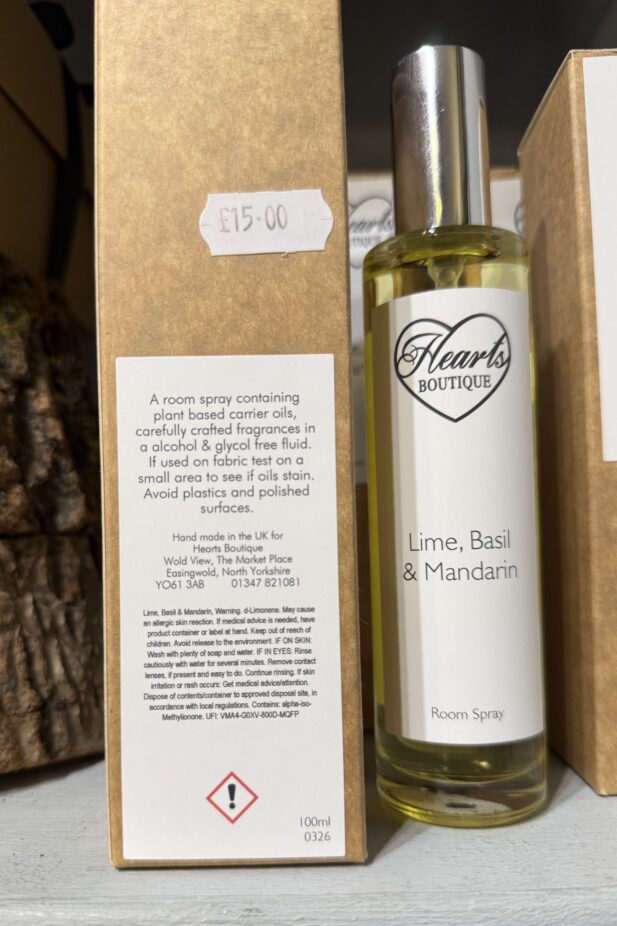 £15.00
A room spray containing
plant based carrier oils,
carefully crafted fragrances in
a alcohol & glycol free fluid.
If used on fabric test on a
small area to see if oils stain.
Avoid plastics and polished
surfaces.
Hand made in the UK for
Hearts Boutique
Wold View, The Market Place
Easingwold, North Yorkshire
YO61 3AB 01347 821081
Lime, Basil & Mandarin, Warning. d-Limonene. May cause
an allergic skin reaction. If medical advice is needed, have
product container or label at hand. Keep out of reach of
children. Avoid release to the environment. IF ON SKIN:
Wash with plenty of soap and water. IF IN EYES: Rinse
cautiously with water for several minutes. Remove contact
lenses, if present and easy to do. Continue rinsing. If skin
irritation or rash occurs: Get medical advice/attention.
Dispose of contents/container to approved disposal site, in
accordance with local regulations. Contains: alpha-iso-
Methylionone. UFI: VMA4-G0XV-800D-MQFP
!
100ml
0326
Hearts
BOUTIQUE
Lime, Basil
& Mandarin
Room Spray
Hearts